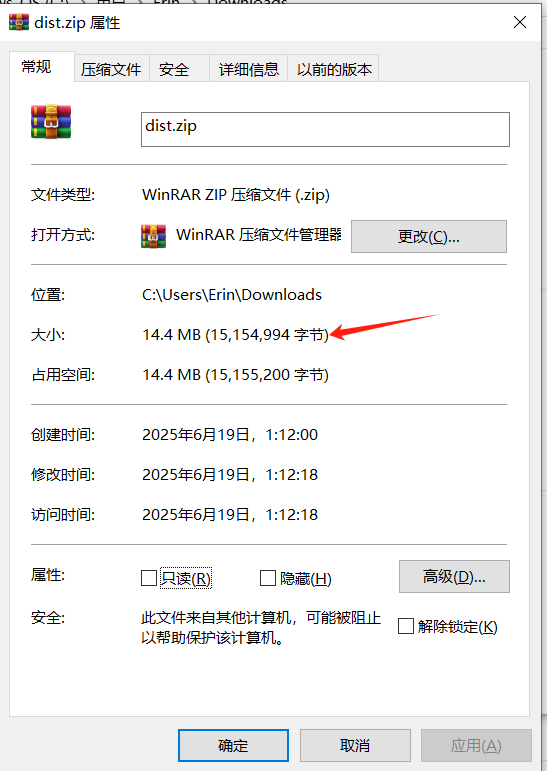 dist.zip 属性
常规 压缩文件 安全 详细信息 以前的版本
dist.zip
文件类型: WinRAR ZIP 压缩文件 (.zip)
打开方式: WinRAR 压缩文件管理器 更改(C)...
位置: C:\Users\Erin\Downloads
大小: 14.4 MB (15,154,994 字节)
占用空间: 14.4 MB (15,155,200 字节)
创建时间: 2025年6月19日，1:12:00
修改时间: 2025年6月19日，1:12:18
访问时间: 2025年6月19日，1:12:18
属性: 只读(R) 隐藏(H) 高级(D)...
安全: 此文件来自其他计算机，可能被阻止
以帮助保护该计算机。 解除锁定(K)
确定 取消 应用(A)